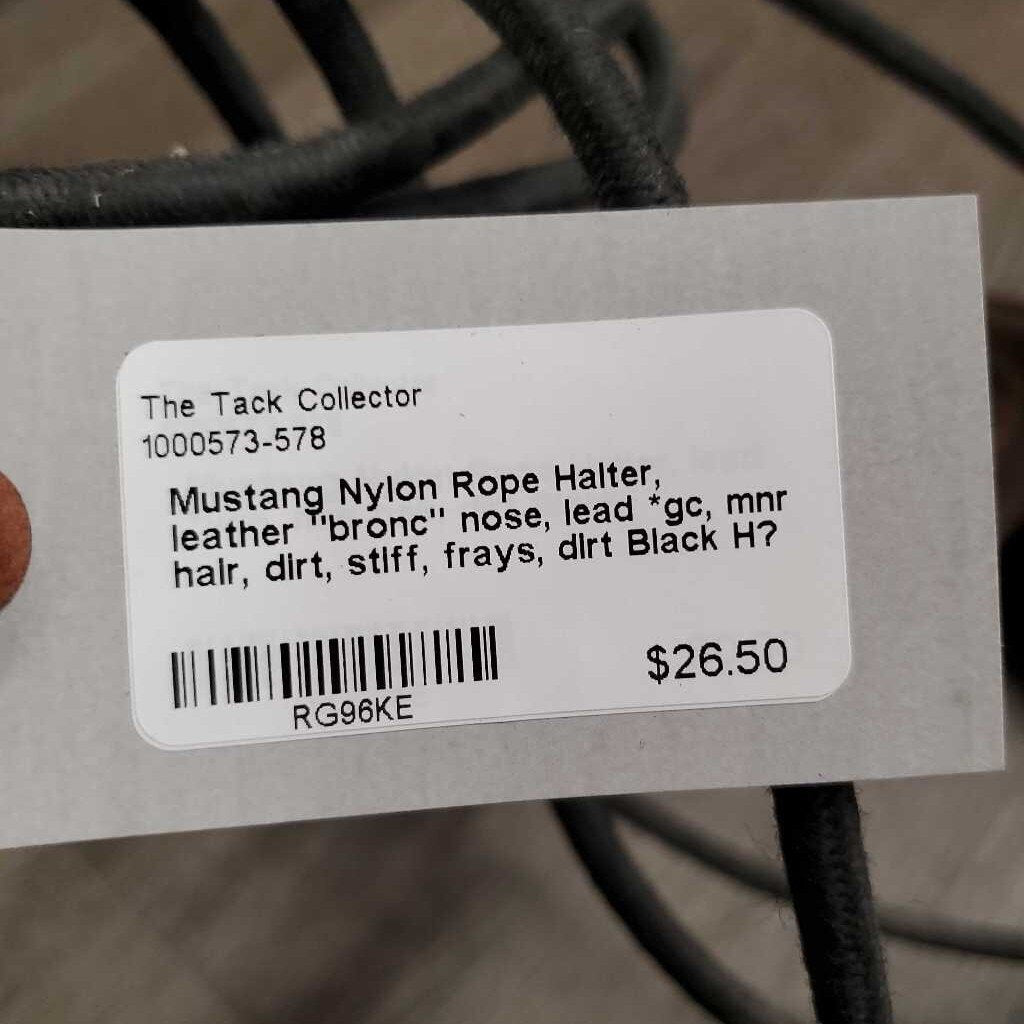 The Tack Collector
1000573-578
Mustang Nylon Rope Halter,
leather "bronc" nose, lead *gc, mnr
hair, dirt, stiff, frays, dirt Black H?
$26.50
RG96KE